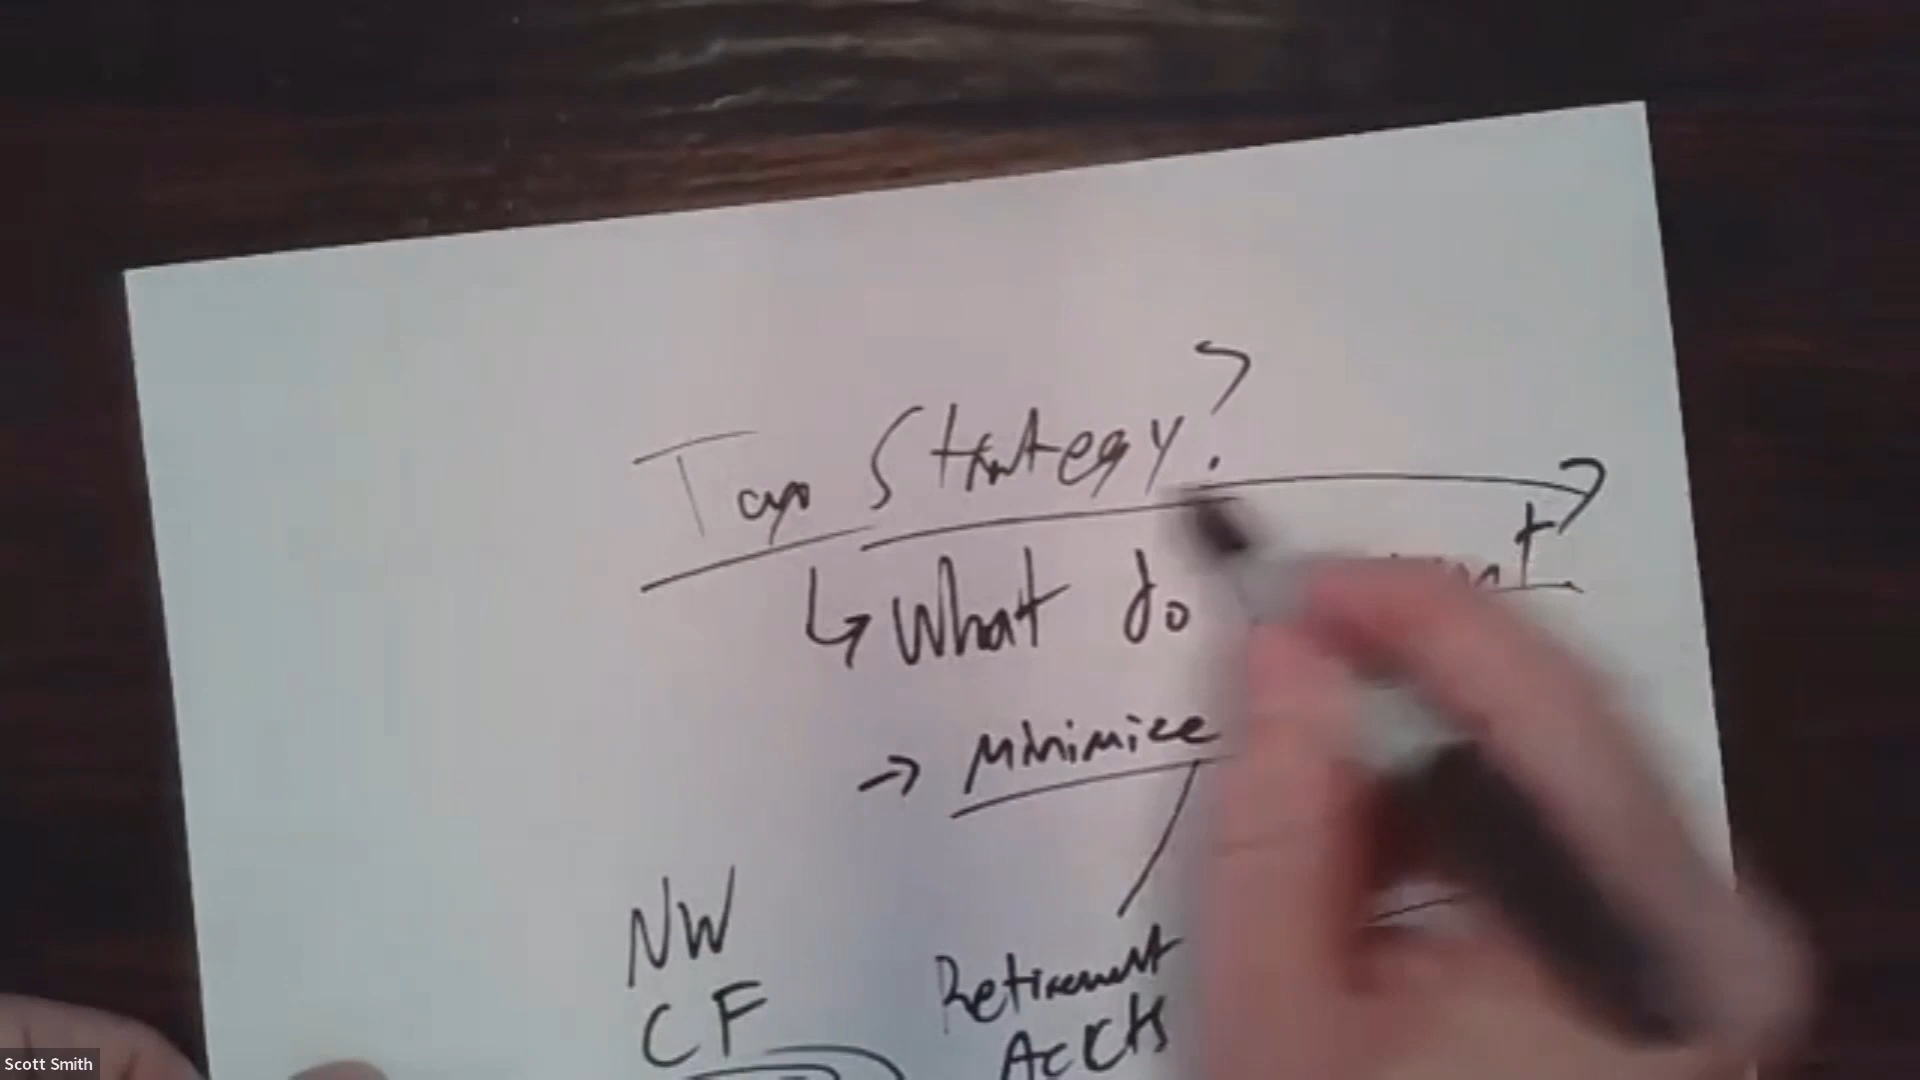 Tax Strategy?
↳ What do
→ Minimize
NW
CF
Retirement
Accts
Scott Smith